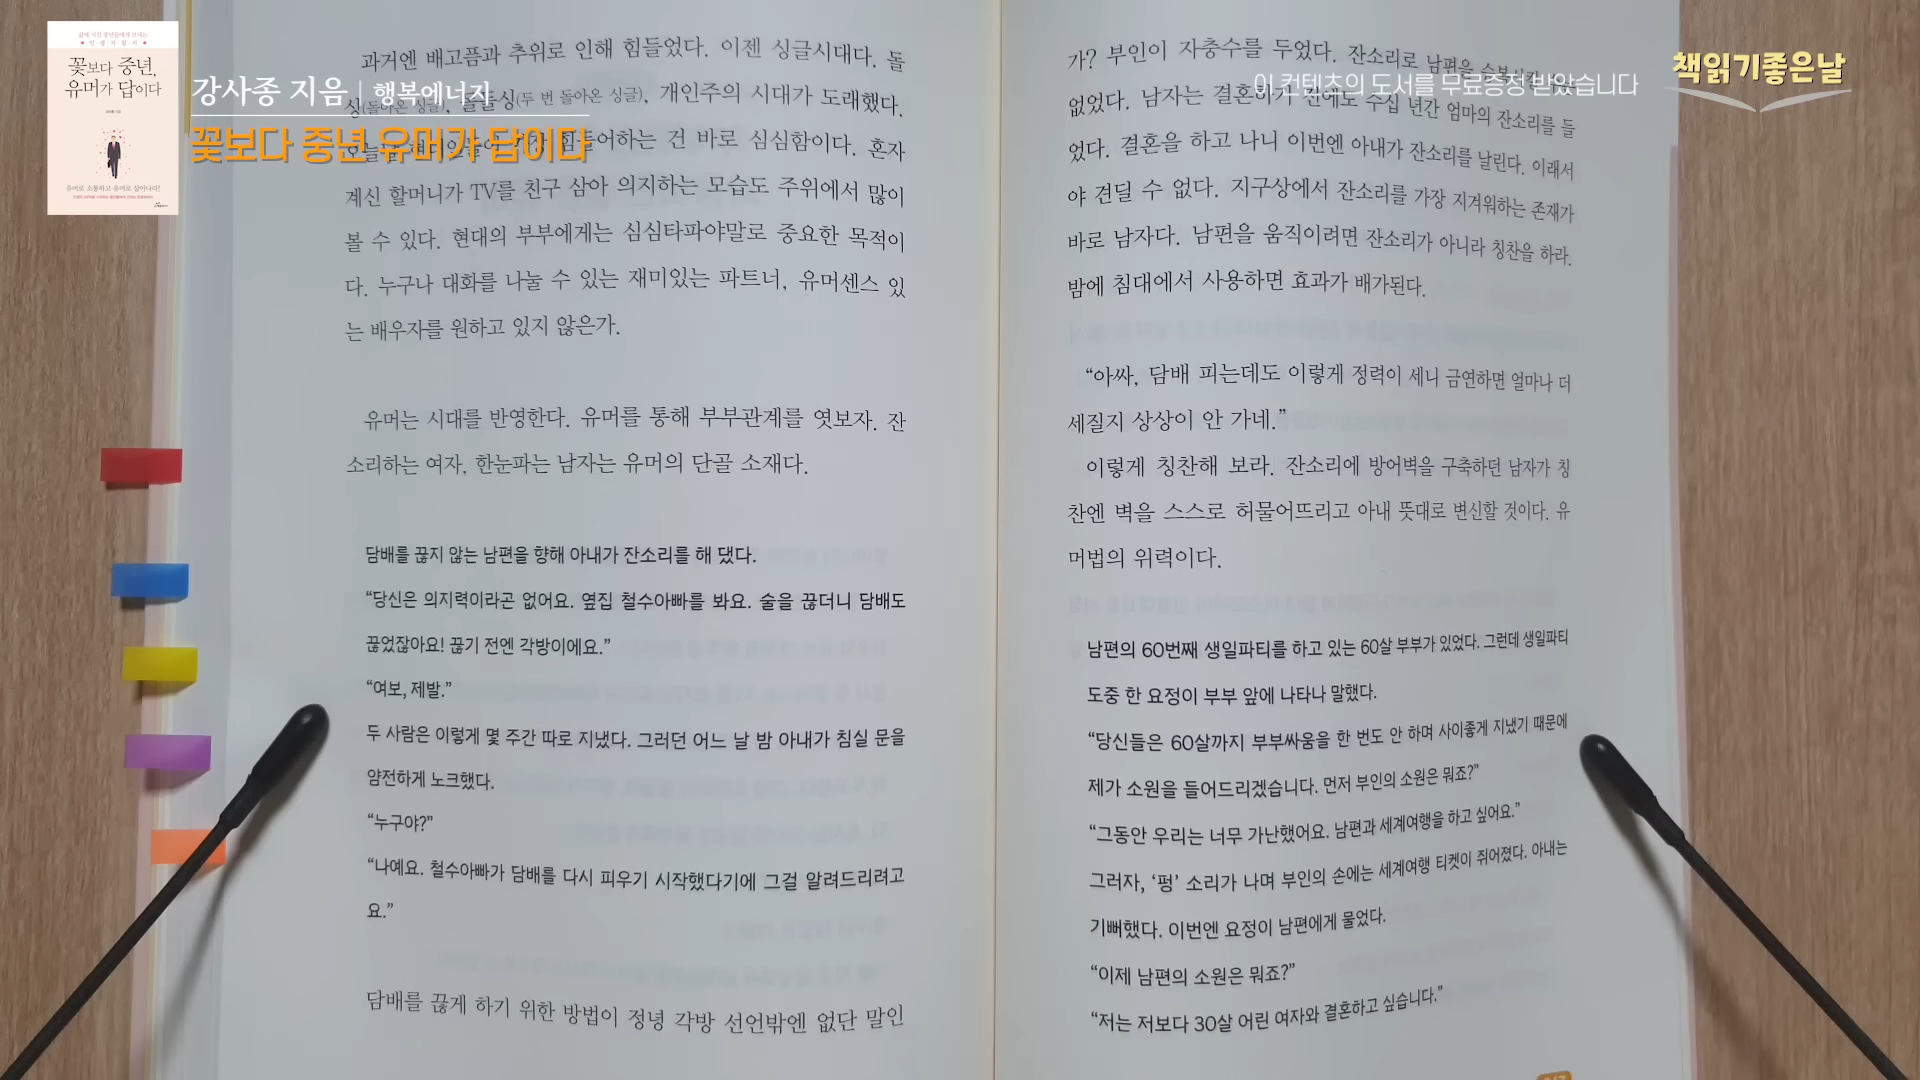 꽃보다 중년,
유머가 답이다
유머로 소통하고 유머로 살아나라!
강사종 지음 | 행복에너지
꽃보다 중년 유머가 답이다
이 컨텐츠의 도서를 무료증정 받았습니다
책읽기좋은날
과거엔 배고픔과 추위로 인해 힘들었다. 이젠 싱글시대다. 돌
싱(돌아온 싱글), 돌돌싱(두 번 돌아온 싱글), 개인주의 시대가 도래했다.
힘들어하는 건 바로 심심함이다. 혼자
계신 할머니가 TV를 친구 삼아 의지하는 모습도 주위에서 많이
볼 수 있다. 현대의 부부에게는 심심타파야말로 중요한 목적이
다. 누구나 대화를 나눌 수 있는 재미있는 파트너, 유머센스 있
는 배우자를 원하고 있지 않은가.
유머는 시대를 반영한다. 유머를 통해 부부관계를 엿보자. 잔
소리하는 여자, 한눈파는 남자는 유머의 단골 소재다.
담배를 끊지 않는 남편을 향해 아내가 잔소리를 해 댔다.
“당신은 의지력이라곤 없어요. 옆집 철수아빠를 봐요. 술을 끊더니 담배도
끊었잖아요! 끊기 전엔 각방이에요.”
“여보, 제발.”
두 사람은 이렇게 몇 주간 따로 지냈다. 그러던 어느 날 밤 아내가 침실 문을
얌전하게 노크했다.
“누구야?”
“나예요. 철수아빠가 담배를 다시 피우기 시작했다기에 그걸 알려드리려고
요.”
담배를 끊게 하기 위한 방법이 정녕 각방 선언밖엔 없단 말인
가? 부인이 자충수를 두었다. 잔소리로 남편을
없었다. 남자는 결혼하기 전에도 수십 년간 엄마의 잔소리를 들
었다. 결혼을 하고 나니 이번엔 아내가 잔소리를 날린다. 이래서
야 견딜 수 없다. 지구상에서 잔소리를 가장 지겨워하는 존재가
바로 남자다. 남편을 움직이려면 잔소리가 아니라 칭찬을 하라.
밤에 침대에서 사용하면 효과가 배가된다.
“아싸, 담배 피는데도 이렇게 정력이 세니 금연하면 얼마나 더
세질지 상상이 안 가네.”
이렇게 칭찬해 보라. 잔소리에 방어벽을 구축하던 남자가 칭
찬엔 벽을 스스로 허물어뜨리고 아내 뜻대로 변신할 것이다. 유
머법의 위력이다.
남편의 60번째 생일파티를 하고 있는 60살 부부가 있었다. 그런데 생일파티
도중 한 요정이 부부 앞에 나타나 말했다.
“당신들은 60살까지 부부싸움을 한 번도 안 하며 사이좋게 지냈기 때문에
제가 소원을 들어드리겠습니다. 먼저 부인의 소원은 뭐죠?”
“그동안 우리는 너무 가난했어요. 남편과 세계여행을 하고 싶어요.”
그러자, ‘펑’ 소리가 나며 부인의 손에는 세계여행 티켓이 쥐어졌다. 아내는
기뻐했다. 이번엔 요정이 남편에게 물었다.
“이제 남편의 소원은 뭐죠?”
“저는 저보다 30살 어린 여자와 결혼하고 싶습니다.”